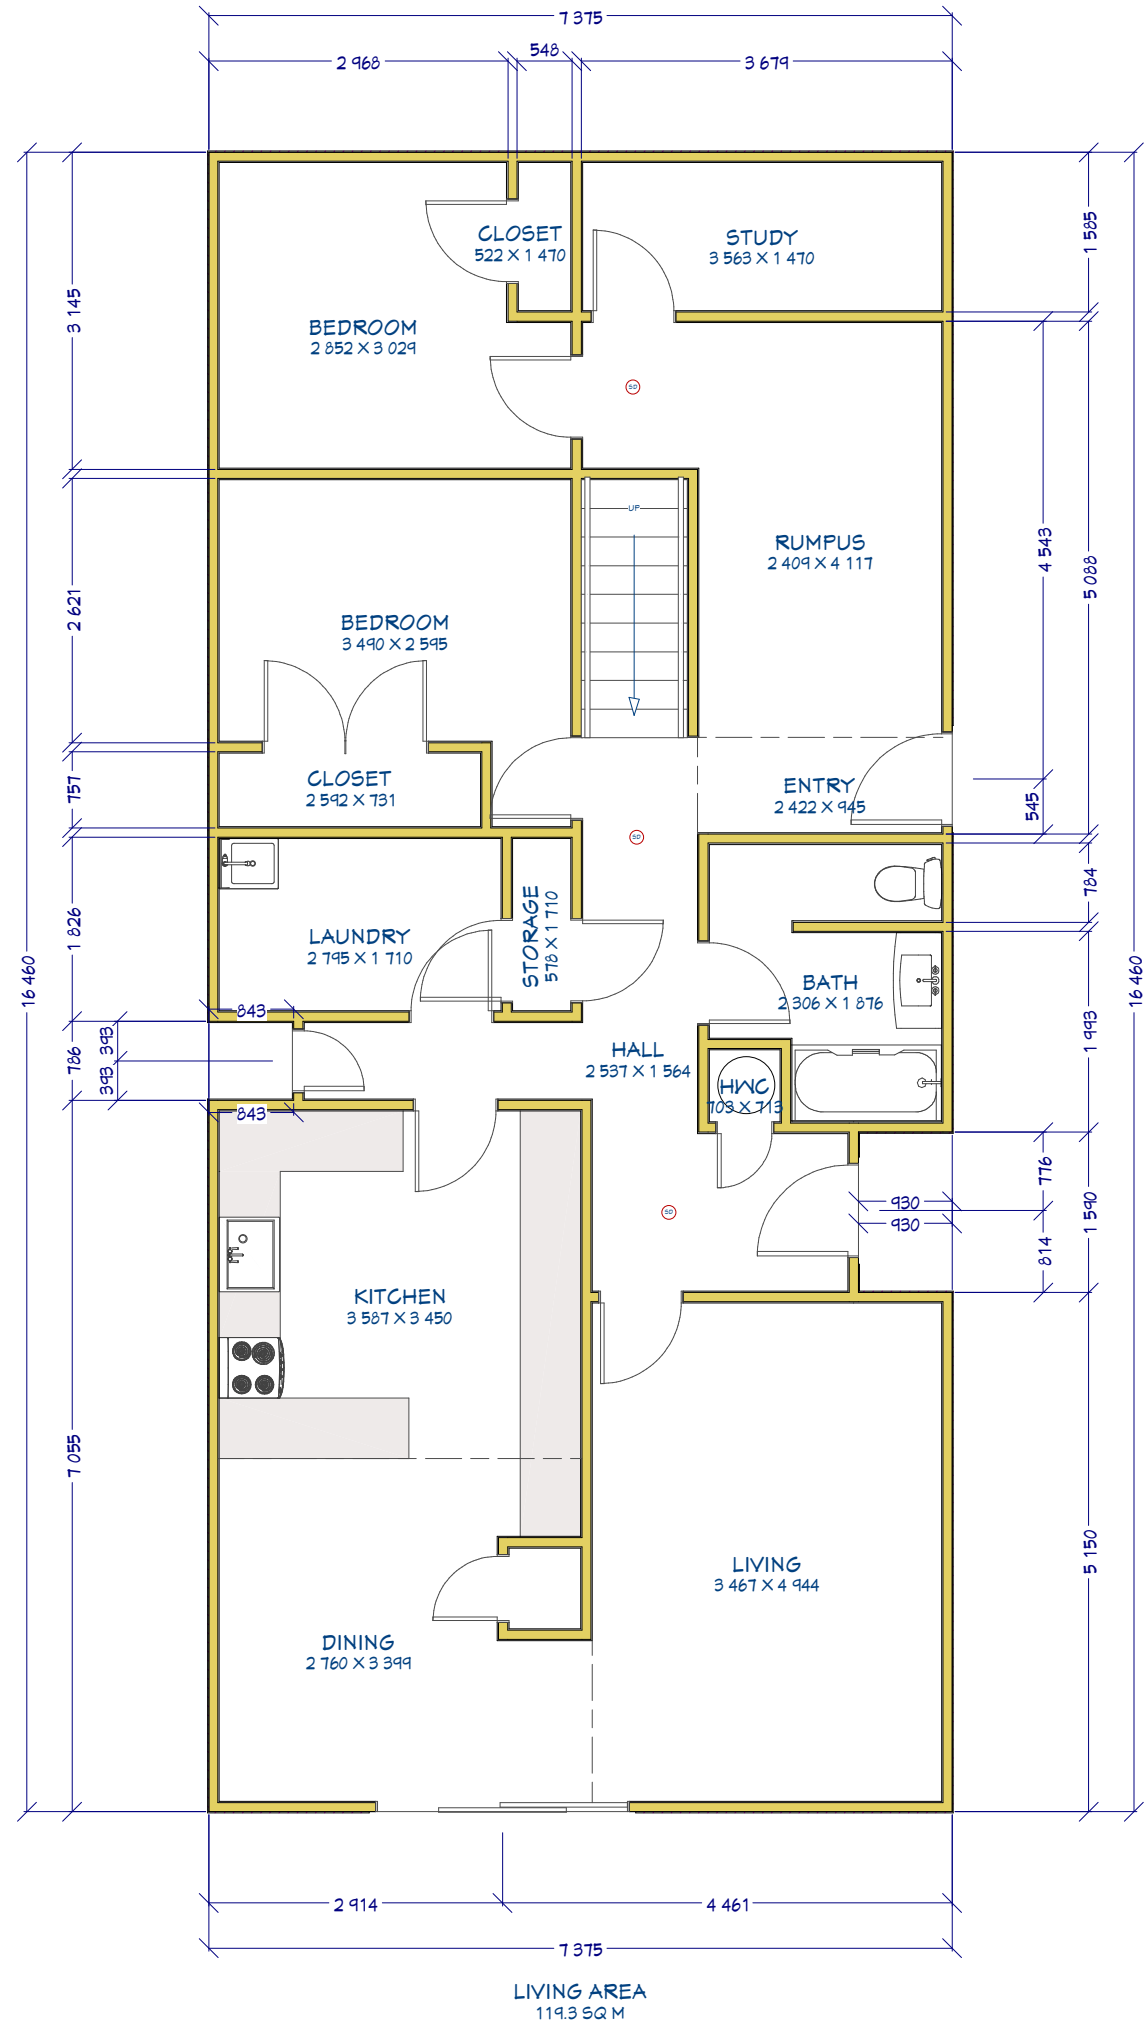 7 375
548
2 968
3 679
1 585
CLOSET
522 X 1 470
STUDY
3 563 X 1 470
3 145
BEDROOM
2 852 X 3 029
SD
UP
RUMPUS
2 409 X 4 117
4 543
5 088
2 621
BEDROOM
3 490 X 2 595
757
CLOSET
2 592 X 731
ENTRY
2 422 X 945
545
SD
784
1 826
LAUNDRY
2 795 X 1 710
STORAGE
578 X 1 710
BATH
2 306 X 1 876
16 460
16 460
843
393
393
786
1 993
HALL
2 537 X 1 564
HWC
703 X 713
843
776
930
930
1 590
814
SD
KITCHEN
3 587 X 3 450
7 055
LIVING
3 467 X 4 944
5 150
DINING
2 760 X 3 399
2 914
4 461
7 375
LIVING AREA
119.3 SQ M